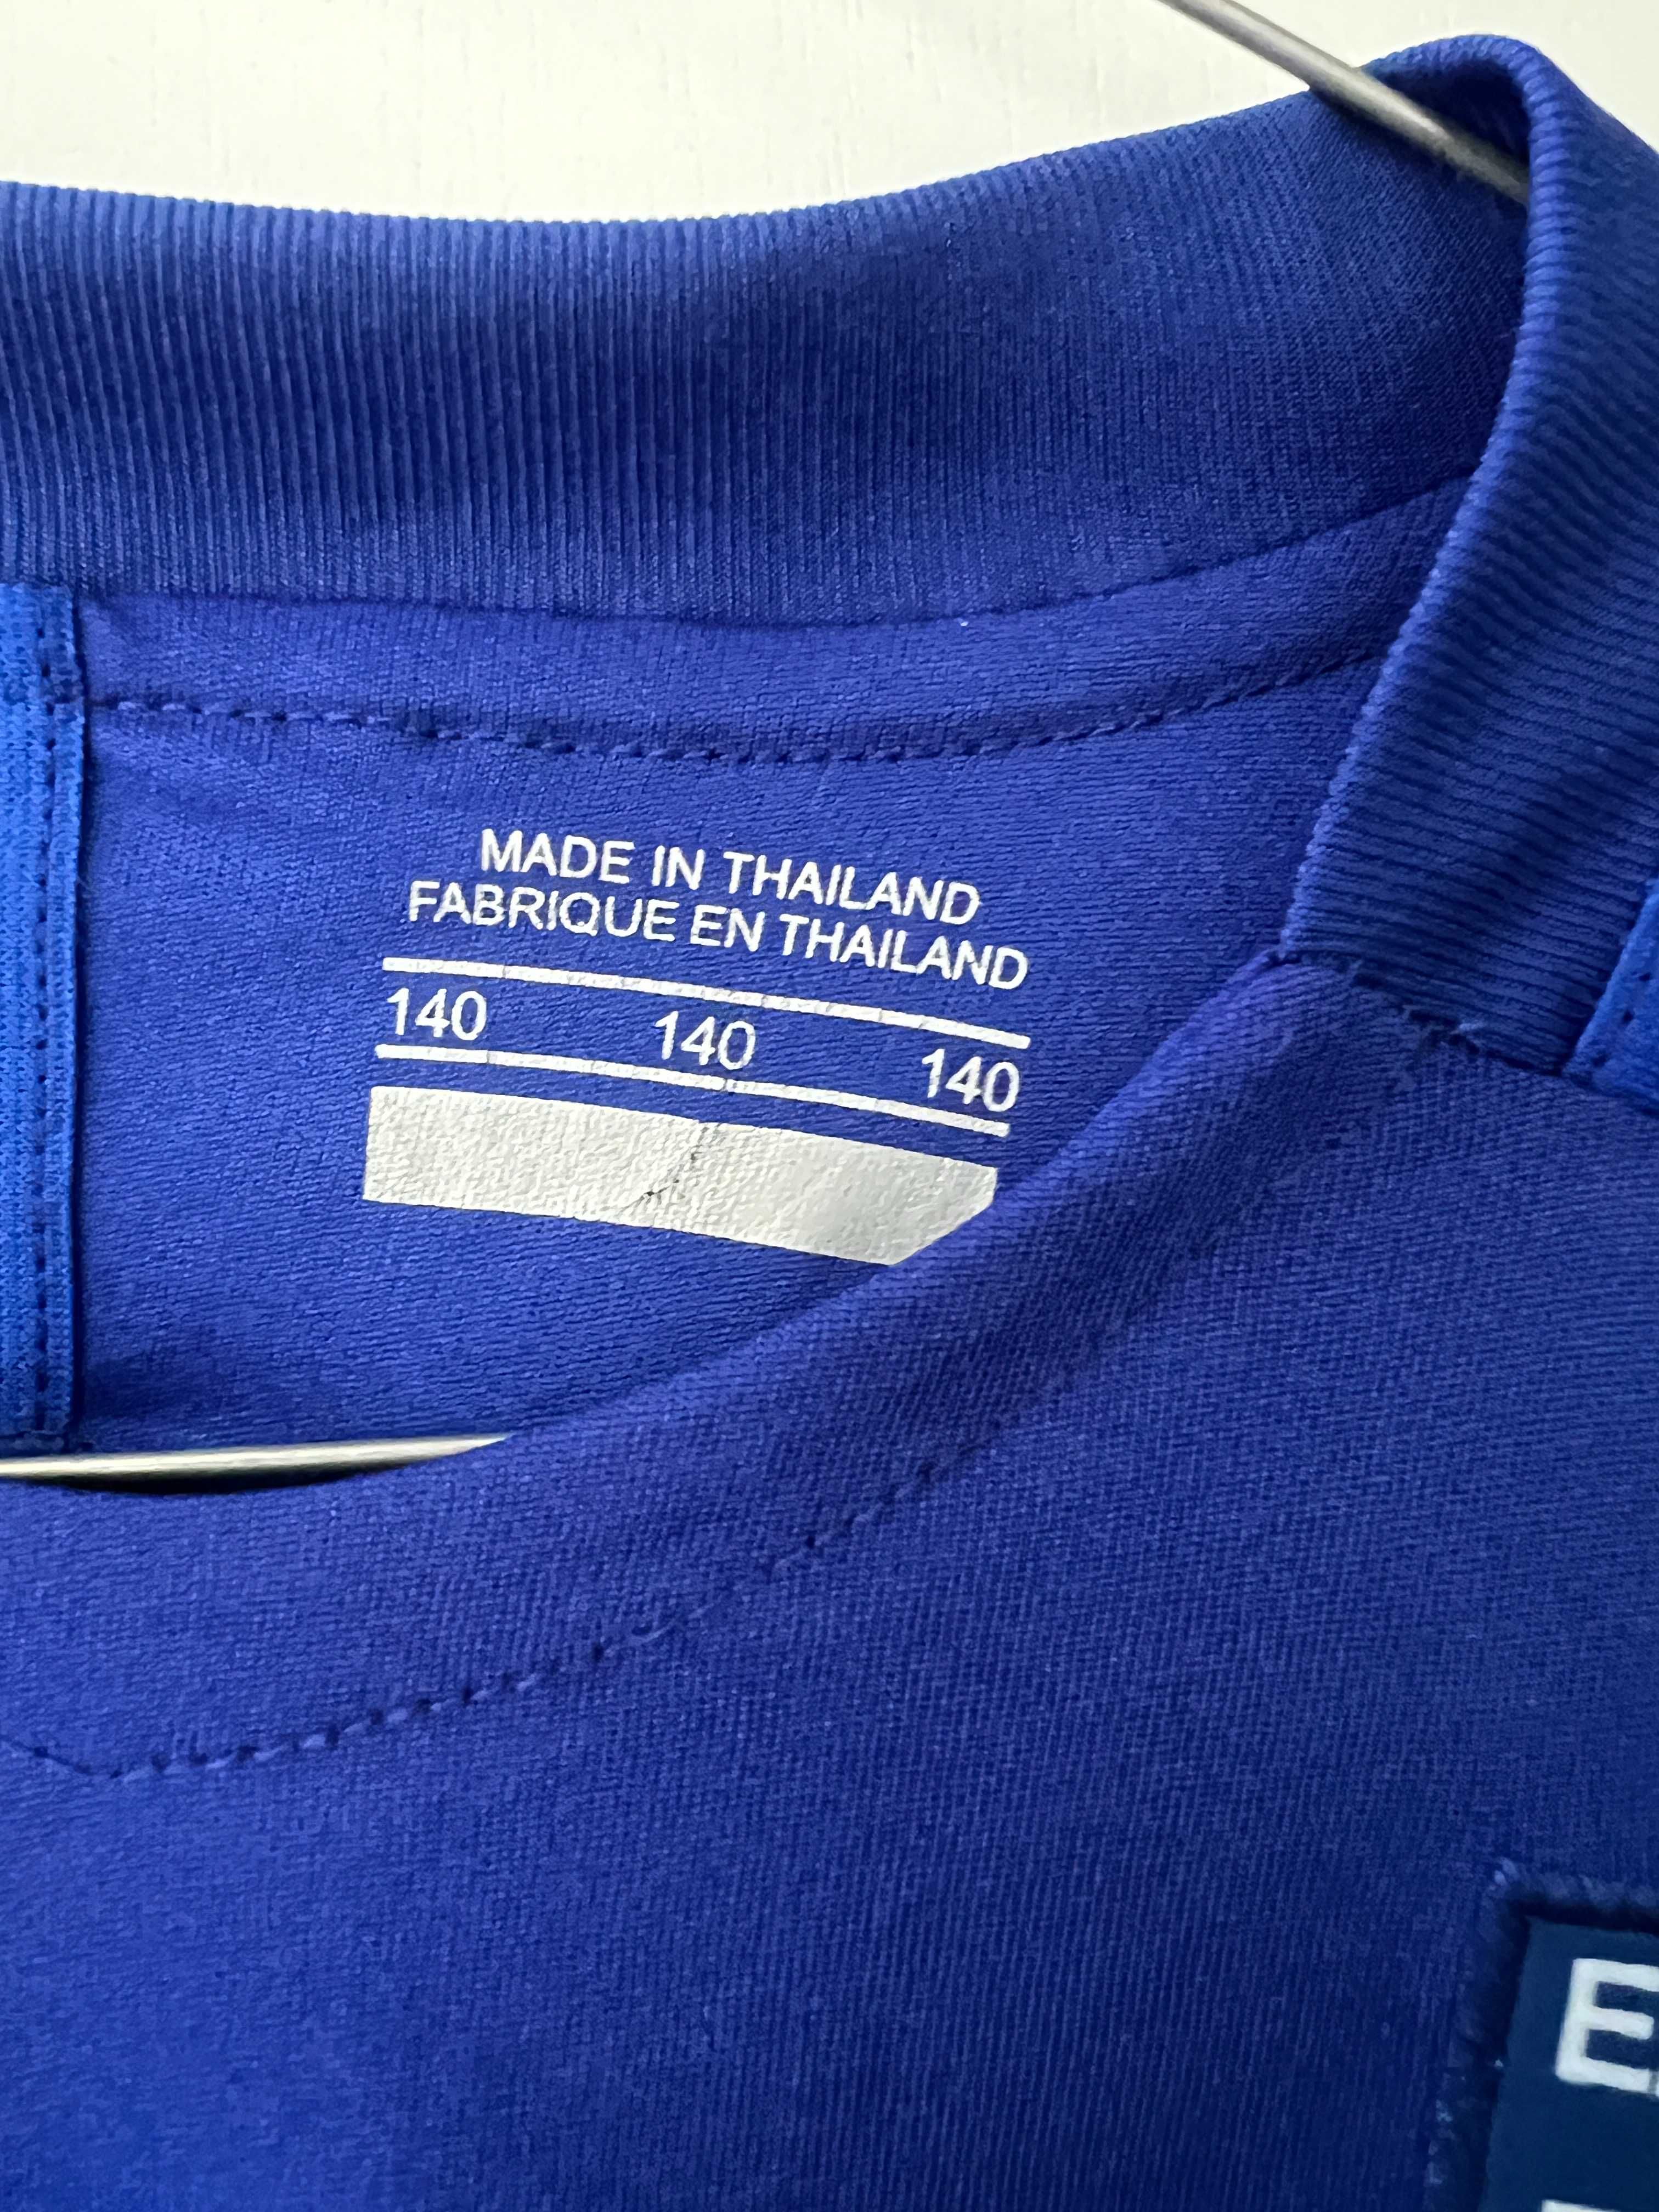 MADE IN THAILAND
FABRIQUE EN THAILAND
140 140 140